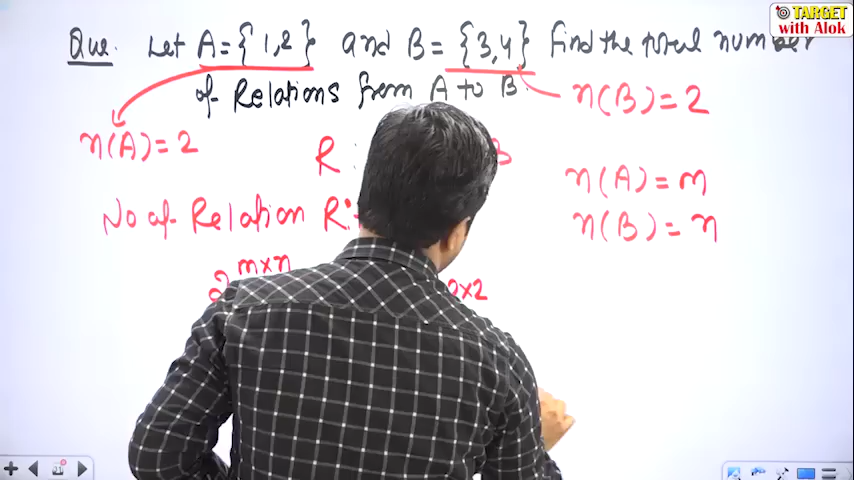 Que. Let A = {1,2} and B = {3,4} Find the total number
of Relations from A to B.
n(B) = 2
n(A) = 2
R : B
n(A) = m
n(B) = n
No of Relation R:
2^m×n 2×2
TARGET
with Alok
31